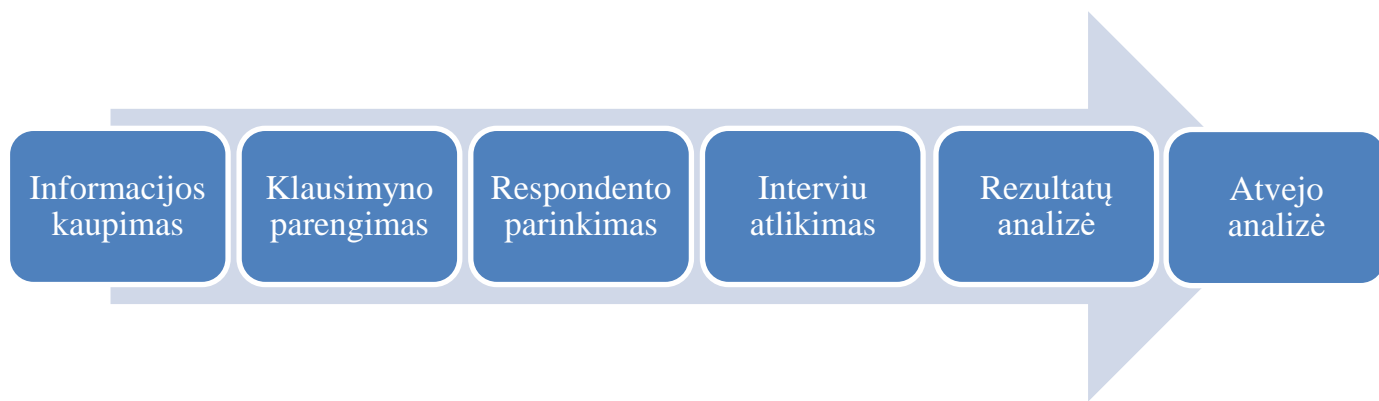 Informacijos
kaupimas
Klausimyno
parengimas
Respondento
parinkimas
Interviu
atlikimas
Rezultatų
analizė
Atvejo
analizė